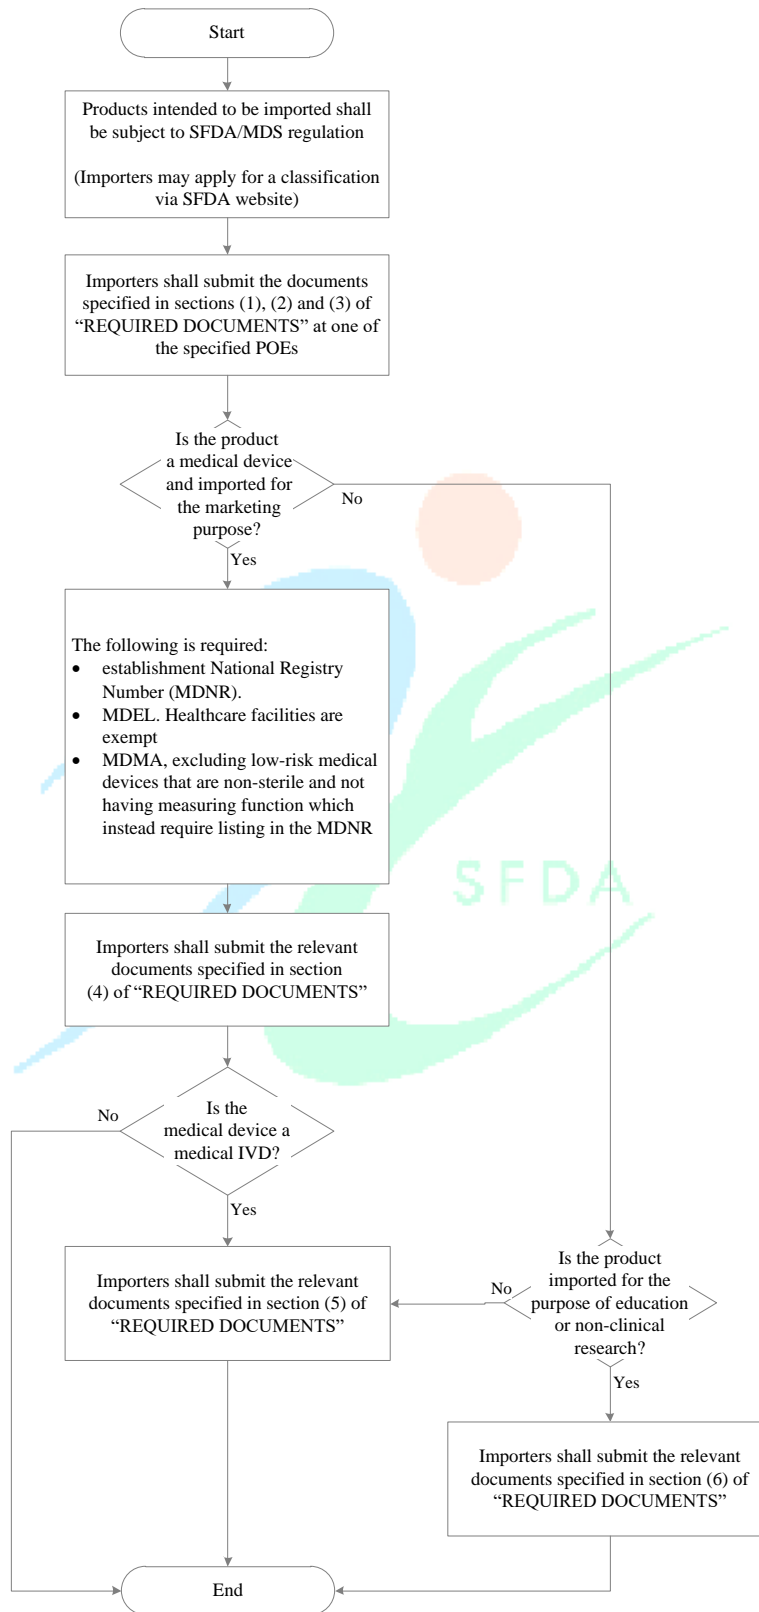 Start
Products intended to be imported shall
be subject to SFDA/MDS regulation
(Importers may apply for a classification
via SFDA website)
Importers shall submit the documents
specified in sections (1), (2) and (3) of
“REQUIRED DOCUMENTS” at one of
the specified POEs
Is the product
a medical device
and imported for
the marketing
purpose?
No
Yes
The following is required:
• establishment National Registry
Number (MDNR).
• MDEL. Healthcare facilities are
exempt
• MDMA, excluding low-risk medical
devices that are non-sterile and not
having measuring function which
instead require listing in the MDNR
SFDA
Importers shall submit the relevant
documents specified in section
(4) of “REQUIRED DOCUMENTS”
No
Is the
medical device a
medical IVD?
Yes
Importers shall submit the relevant
documents specified in section (5) of
“REQUIRED DOCUMENTS”
No
Is the product
imported for the
purpose of education
or non-clinical
research?
Yes
Importers shall submit the relevant
documents specified in section (6) of
“REQUIRED DOCUMENTS”
End